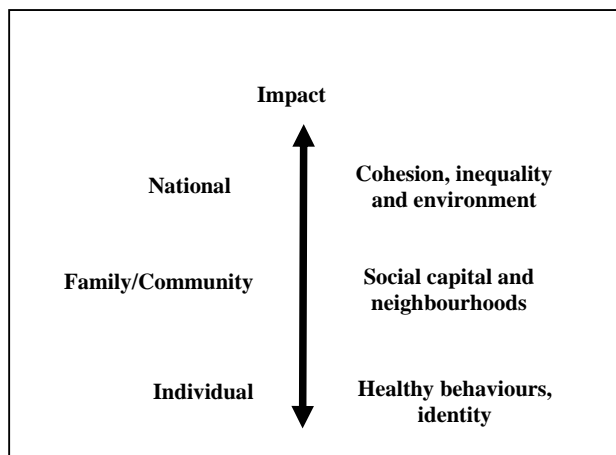 Impact
National
Cohesion, inequality
and environment
Family/Community
Social capital and
neighbourhoods
Individual
Healthy behaviours,
identity